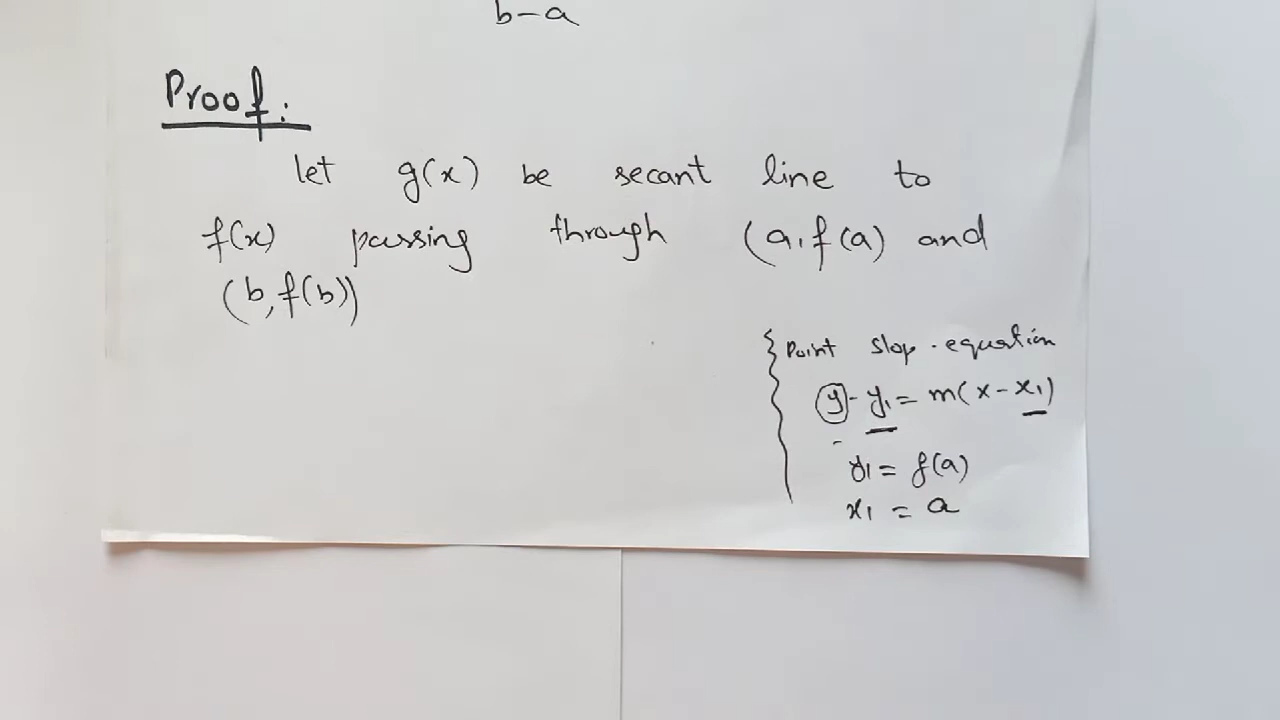 b-a
Proof:
let g(x) be secant line to
f(x) passing through (a, f(a) and
(b, f(b))
Point slop equation
y - y₁ = m(x - x₁)
y₁ = f(a)
x₁ = a